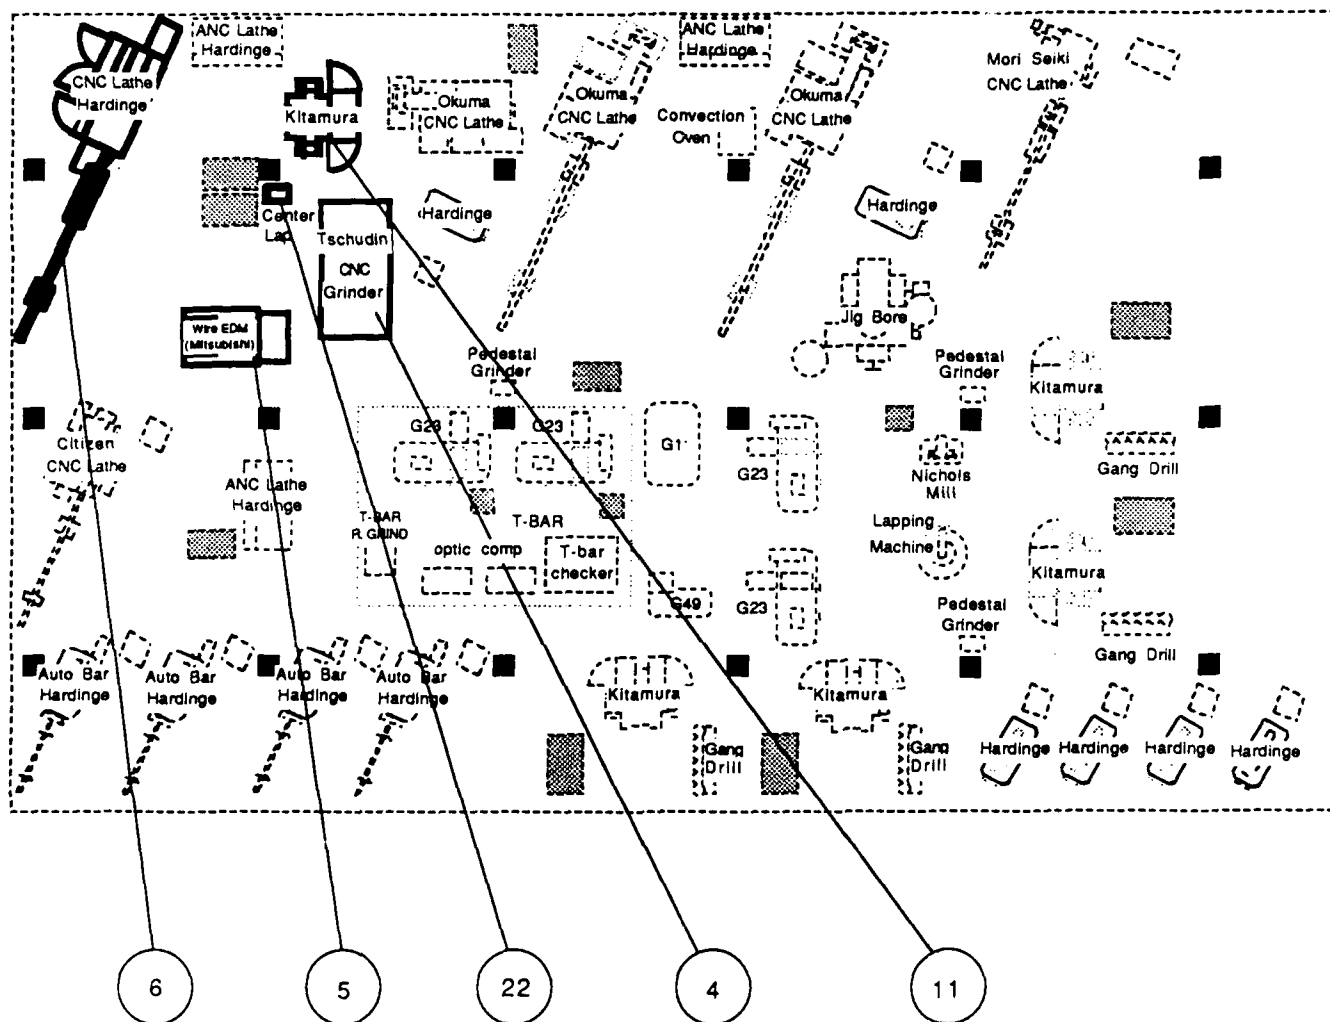 ANC Lathe
Hardinge
CNC Lathe
Hardinge
Kitamura
Okuma
CNC Lathe
Okuma
CNC Lathe
ANC Lathe
Hardinge
Convection
Oven
Okuma
CNC Lathe
Mori Seiki
CNC Lathe
Center
Lap
Tschudin
CNC
Grinder
Hardinge
Hardinge
Wire EDM
(Mitsubishi)
Jig Bore
Pedestal
Grinder
Pedestal
Grinder
Kitamura
Citizen
CNC Lathe
ANC Lathe
Hardinge
G23
G23
G1
G23
Nichols
Mill
Gang Drill
T-BAR
R. GRIND
T-BAR
optic comp
T-bar
checker
Lapping
Machine
Kitamura
G49
G23
Pedestal
Grinder
Gang Drill
Auto Bar
Hardinge
Auto Bar
Hardinge
Auto Bar
Hardinge
Auto Bar
Hardinge
Kitamura
Kitamura
Gang
Drill
Gang
Drill
Hardinge
Hardinge
Hardinge
Hardinge
6
5
22
4
11